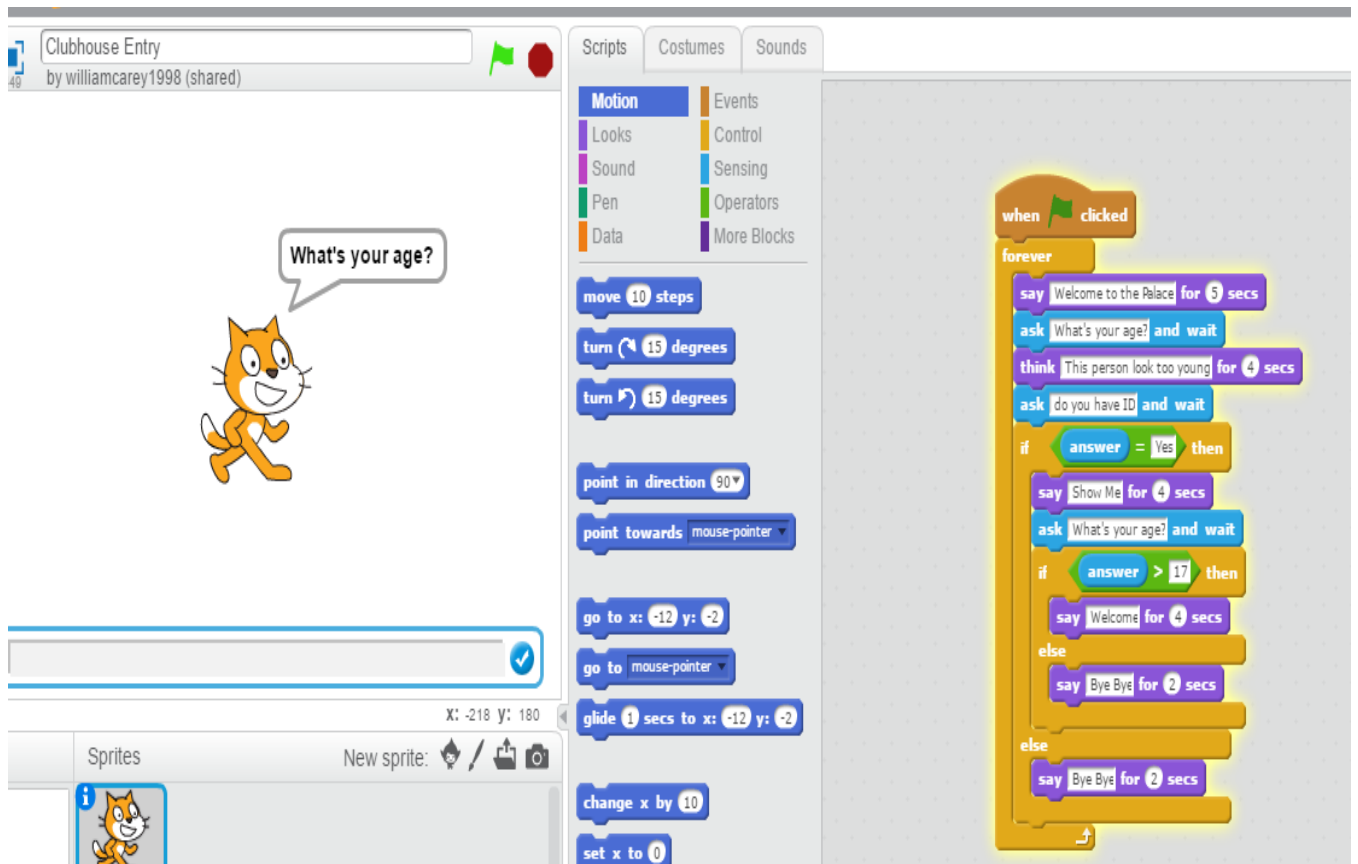 Clubhouse Entry
by williamcarey1998 (shared)
49
What's your age?
X: -218 Y: 180
Sprites
New sprite:
i
Scripts Costumes Sounds
Motion Events
Looks Control
Sound Sensing
Pen Operators
Data More Blocks
move 10 steps
turn 15 degrees
turn 15 degrees
point in direction 90
point towards mouse-pointer
go to x: -12 y: -2
go to mouse-pointer
glide 1 secs to x: -12 y: -2
change x by 10
set x to 0
when clicked
forever
say Welcome to the Palace for 5 secs
ask What's your age? and wait
think This person look too young for 4 secs
ask do you have ID and wait
if answer = Yes then
say Show Me for 4 secs
ask What's your age? and wait
if answer > 17 then
say Welcome for 4 secs
else
say Bye Bye for 2 secs
else
say Bye Bye for 2 secs